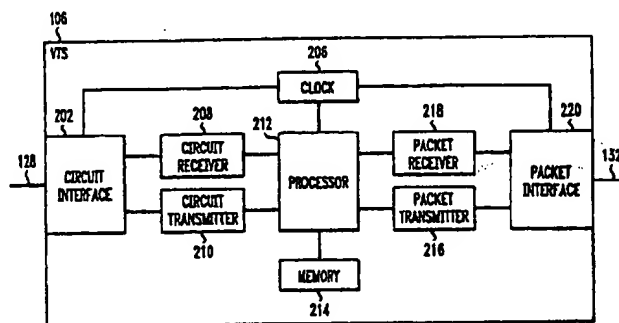 106
VTS
206
CLOCK
202
208
212
218
220
128
CIRCUIT
INTERFACE
CIRCUIT
RECEIVER
PROCESSOR
PACKET
RECEIVER
PACKET
INTERFACE
132
CIRCUIT
TRANSMITTER
PACKET
TRANSMITTER
210
216
MEMORY
214